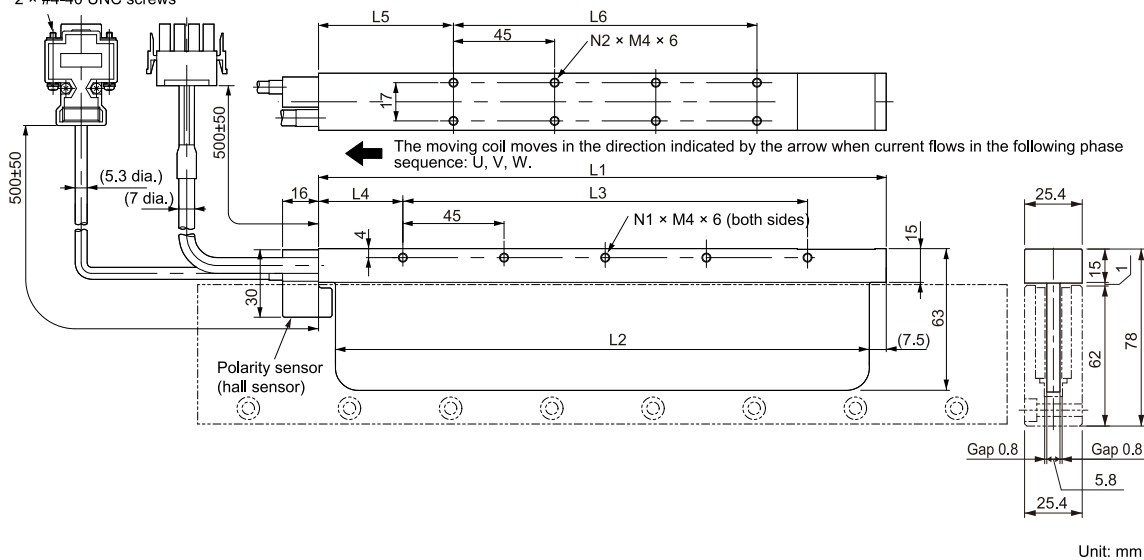 2 × #4-40 UNC screws
L5
L6
45
N2 × M4 × 6
17
500±50
500±50
The moving coil moves in the direction indicated by the arrow when current flows in the following phase
sequence: U, V, W.
L1
(5.3 dia.)
(7 dia.)
16
L4
L3
25.4
45
N1 × M4 × 6 (both sides)
4
15
15
1
30
63
62
78
L2
(7.5)
Polarity sensor
(hall sensor)
Gap 0.8
Gap 0.8
5.8
25.4
Unit: mm